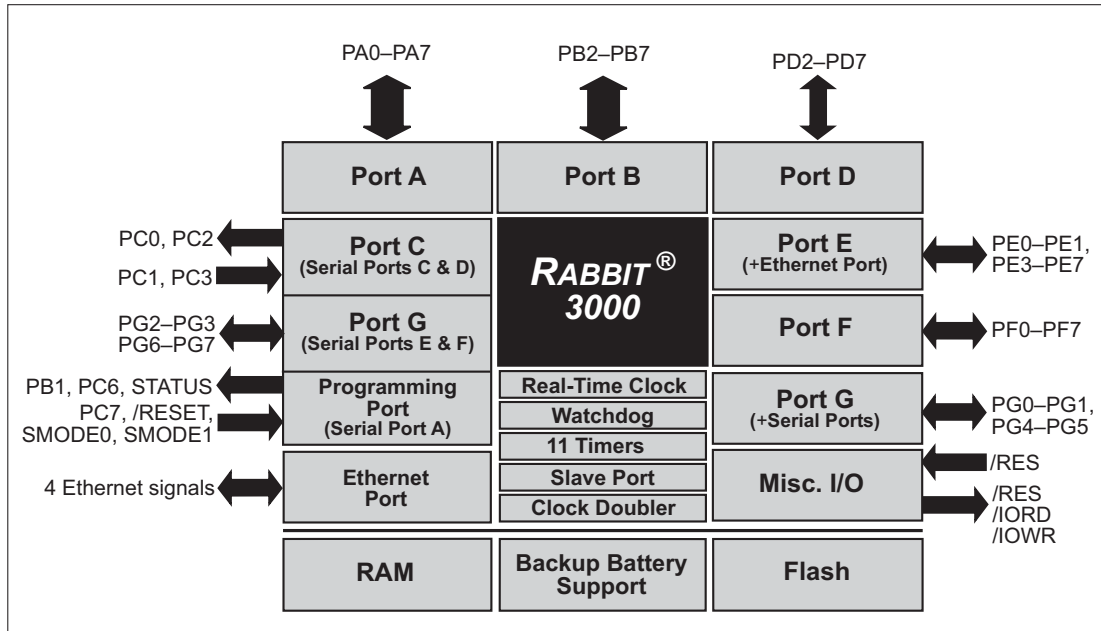 PA0–PA7
PB2–PB7
PD2–PD7
Port A
Port B
Port D
PC0, PC2
PC1, PC3
Port C
(Serial Ports C & D)
RABBIT ®
3000
Port E
(+Ethernet Port)
PE0–PE1,
PE3–PE7
PG2–PG3
PG6–PG7
Port G
(Serial Ports E & F)
Port F
PF0–PF7
PB1, PC6, STATUS
PC7, /RESET,
SMODE0, SMODE1
Programming
Port
(Serial Port A)
Real-Time Clock
Watchdog
11 Timers
Slave Port
Clock Doubler
Port G
(+Serial Ports)
PG0–PG1,
PG4–PG5
4 Ethernet signals
Ethernet
Port
Misc. I/O
/RES
/RES
/IORD
/IOWR
RAM
Backup Battery
Support
Flash